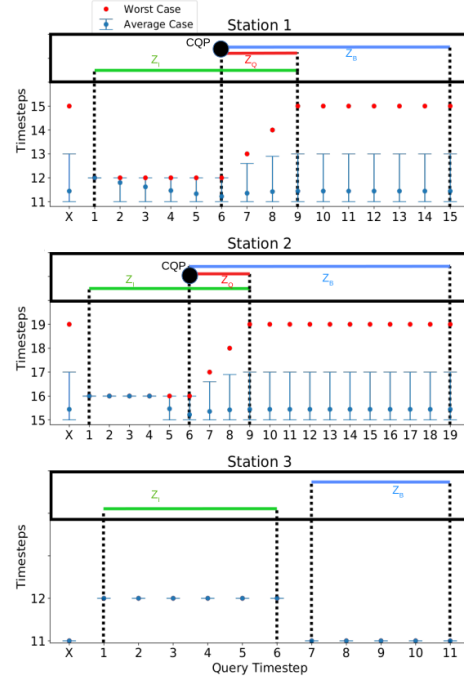 Worst Case
Average Case
Station 1
CQP
Z_I
Z_Q
Z_B
Timesteps
15
14
13
12
11
X 1 2 3 4 5 6 7 8 9 10 11 12 13 14 15
Station 2
CQP
Z_I
Z_Q
Z_B
Timesteps
19
18
17
16
15
X 1 2 3 4 5 6 7 8 9 10 11 12 13 14 15 16 17 18 19
Station 3
Z_I
Z_B
Timesteps
12
11
X 1 2 3 4 5 6 7 8 9 10 11
Query Timestep